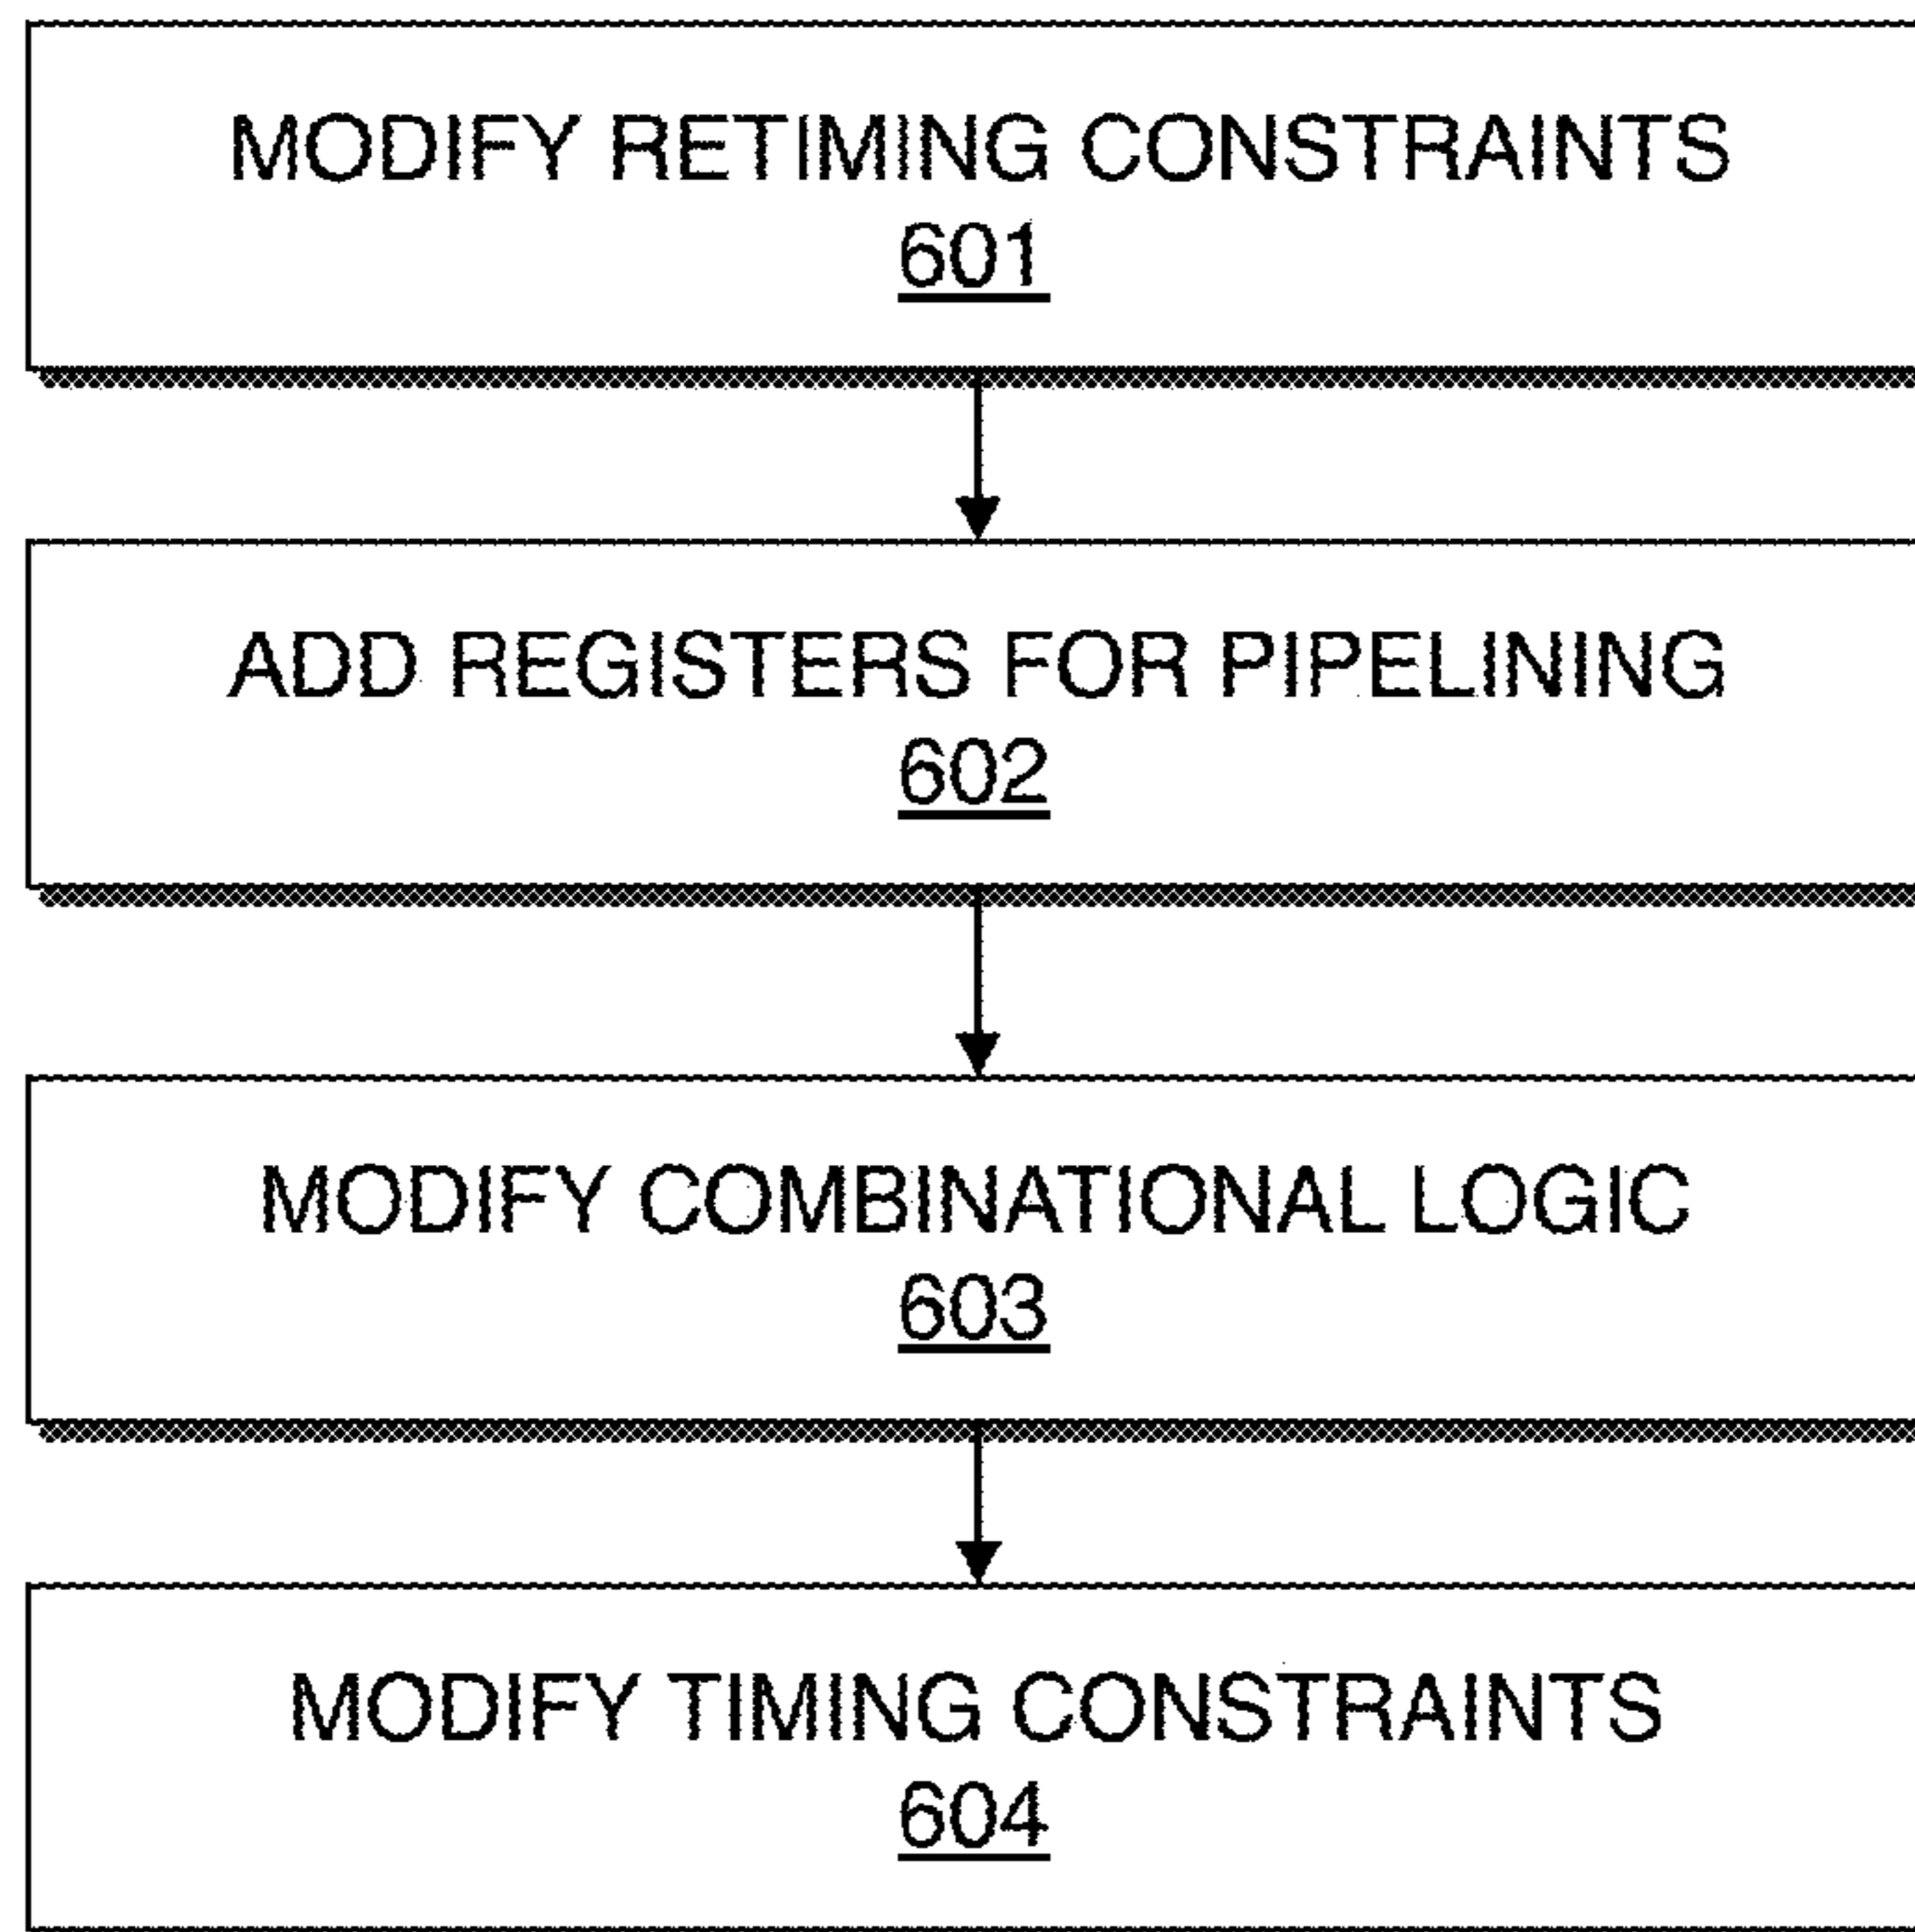 MODIFY RETIMING CONSTRAINTS
601
ADD REGISTERS FOR PIPELINING
602
MODIFY COMBINATIONAL LOGIC
603
MODIFY TIMING CONSTRAINTS
604